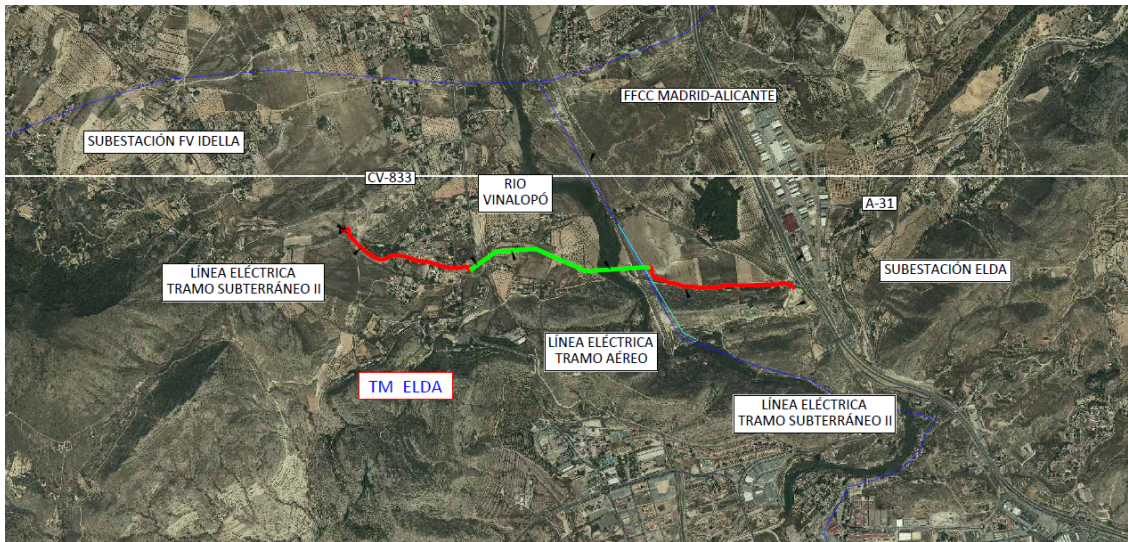 FFCC MADRID-ALICANTE
SUBESTACIÓN FV IDELLA
CV-833
RIO
VINALOPÓ
A-31
LÍNEA ELÉCTRICA
TRAMO SUBTERRÁNEO II
SUBESTACIÓN ELDA
LÍNEA ELÉCTRICA
TRAMO AÉREO
TM ELDA
LÍNEA ELÉCTRICA
TRAMO SUBTERRÁNEO II